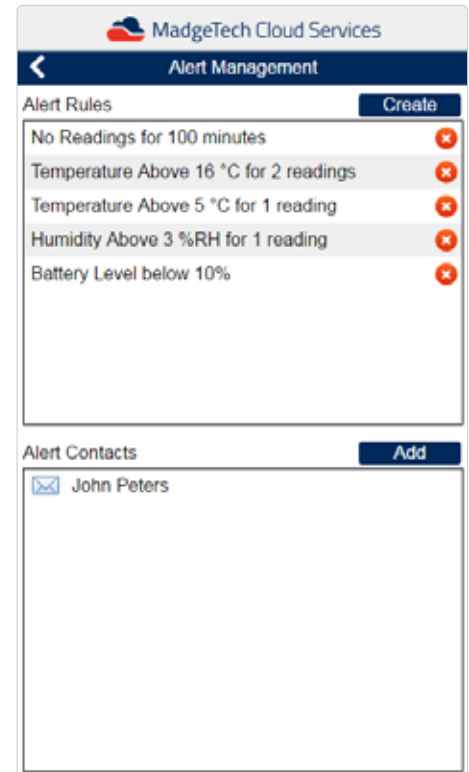 MadgeTech Cloud Services
Alert Management
Alert Rules Create
No Readings for 100 minutes
Temperature Above 16 °C for 2 readings
Temperature Above 5 °C for 1 reading
Humidity Above 3 %RH for 1 reading
Battery Level below 10%
Alert Contacts Add
John Peters